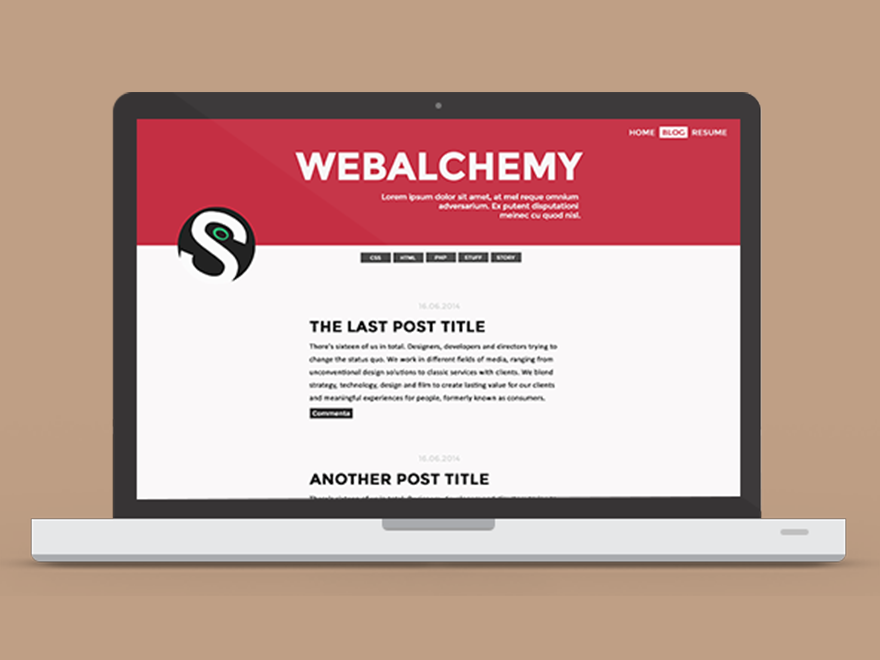 HOME BLOG RESUME
WEBALCHEMY
Lorem ipsum dolor sit amet, at mel reque omnium
adversarium. Ex putent disputationi
meinec cu quod nisl.
CSS HTML PHP STUFF STORY
16.06.2014
THE LAST POST TITLE
There's sixteen of us in total. Designers, developers and directors trying to
change the status quo. We work in different fields of media, ranging from
unconventional design solutions to classic services with clients. We blend
strategy, technology, design and film to create lasting value for our clients
and meaningful experiences for people, formerly known as consumers.
Comments
16.06.2014
ANOTHER POST TITLE